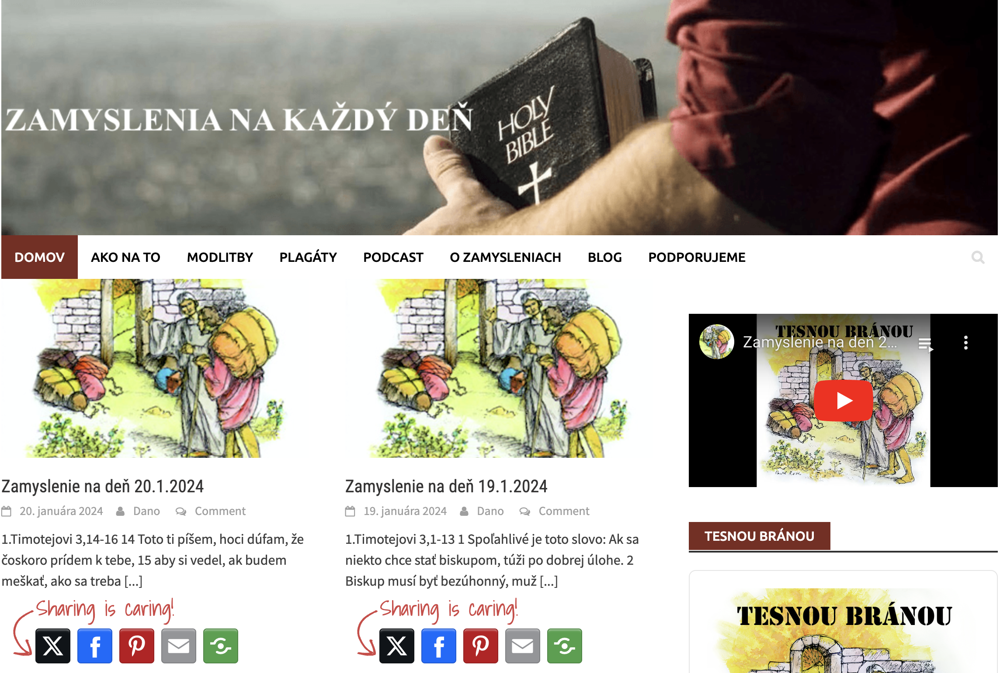 ZAMYSLENIA NA KAŽDÝ DEŇ
HOLY
BIBLE
DOMOV
AKO NA TO
MODLITBY
PLAGÁTY
PODCAST
O ZAMYSLENIACH
BLOG
PODPORUJEME
Zamyslenie na deň 20.1.2024
20. januára 2024 Dano Comment
1.Timotejovi 3,14-16 14 Toto ti píšem, hoci dúfam, že
čoskoro prídem k tebe, 15 aby si vedel, ak budem
meškať, ako sa treba [...]
Sharing is caring!
Zamyslenie na deň 19.1.2024
19. januára 2024 Dano Comment
1.Timotejovi 3,1-13 1 Spoľahlivé je toto slovo: Ak sa
niekto chce stať biskupom, túži po dobrej úlohe. 2
Biskup musí byť bezúhonný, muž [...]
Sharing is caring!
TESNOU BRÁNOU
Zamyslenie na deň 2...
TESNOU BRÁNOU
TESNOU BRÁNOU